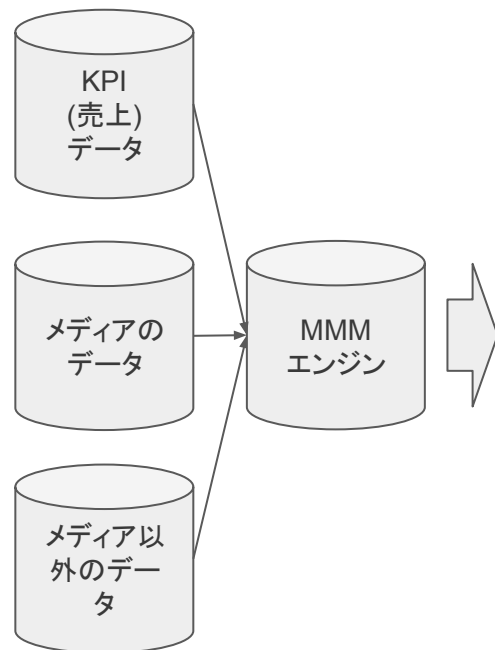 KPI
(売上)
データ
メディアの
データ
MMM
エンジン
メディア以
外のデー
タ